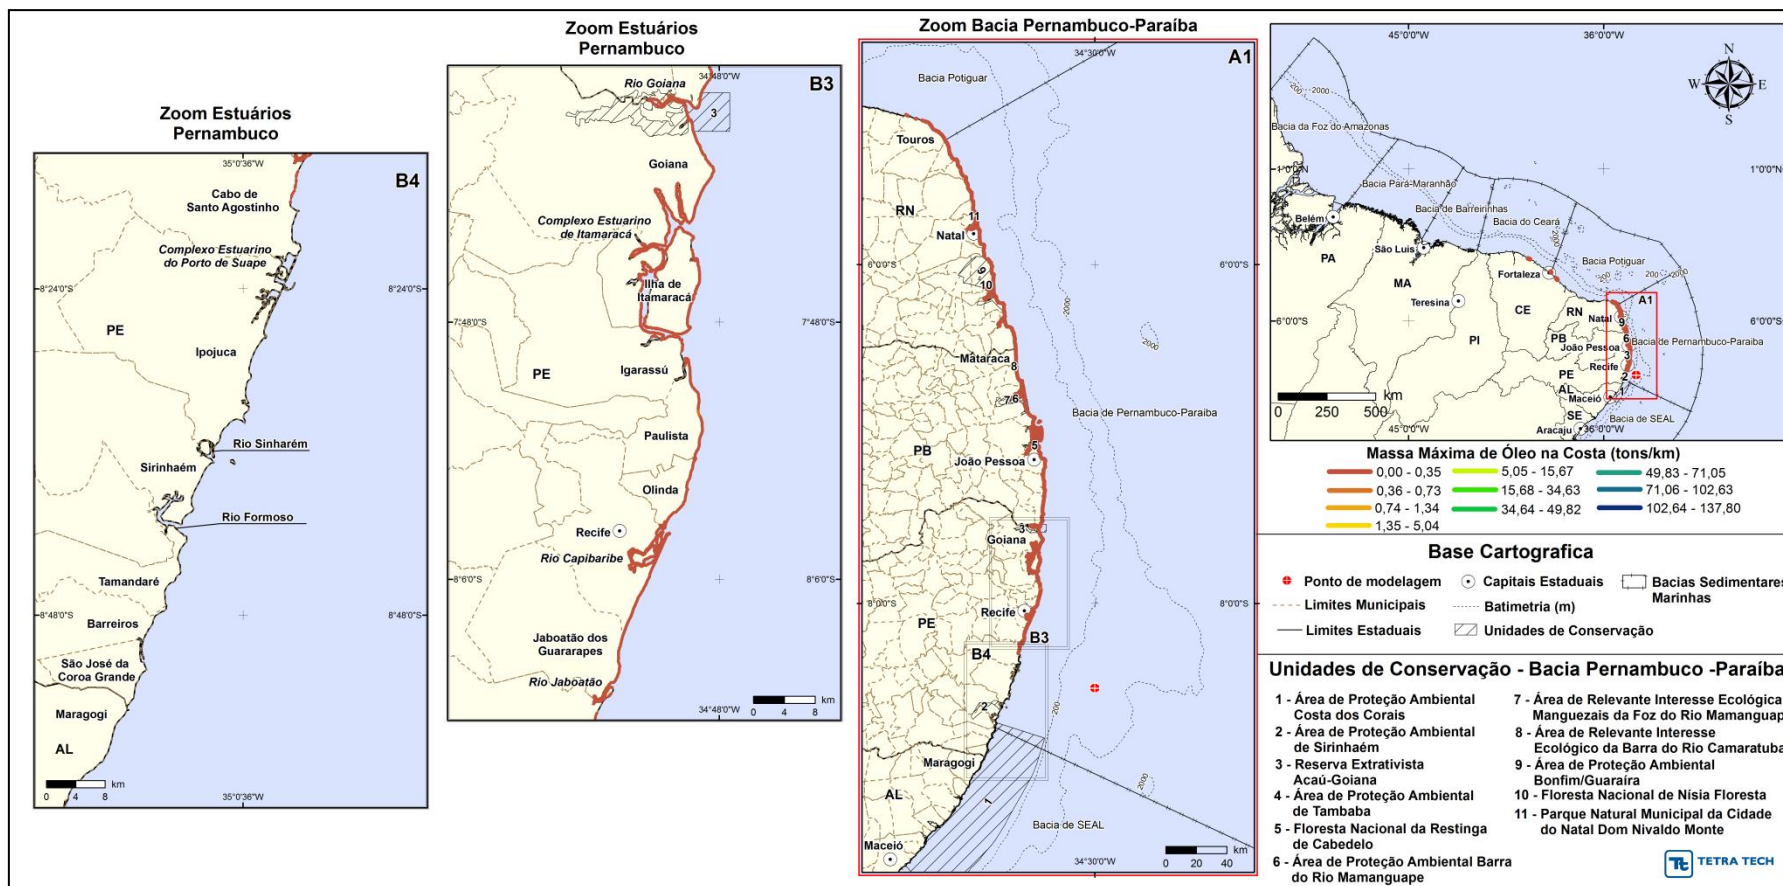 Zoom Estuários
Pernambuco
35°0'36"W
B4
Cabo de
Santo Agostinho
Complexo Estuarino
do Porto de Suape
8°24'0"S
PE
Ipojuca
Rio Sinharém
Sirinhaém
Rio Formoso
Tamandaré
8°48'0"S
Barreiros
São José da
Coroa Grande
Maragogi
AL
0 4 8 km
35°0'36"W
Zoom Estuários
Pernambuco
34°48'0"W
B3
Rio Goiana
3
Goiana
Complexo Estuarino
de Itamaracá
Ilha de
Itamaracá
7°48'0"S
Igarassú
PE
Paulista
Olinda
Recife
Rio Capibaribe
8°6'0"S
Jaboatão dos
Guararapes
Rio Jaboatão
0 4 8 km
34°48'0"W
Zoom Bacia Pernambuco-Paraíba
34°30'0"W
A1
Bacia Potiguar
Touros
RN
11
Natal
6°0'0"S
9
10
2000
2000
Mataraca
8
7 6
Bacia de Pernambuco-Paraiba
PB
5
João Pessoa
3
Goiana
Recife
8°0'0"S
PE
B3
B4
2
200
Maragogi
2000
1
AL
Bacia de SEAL
Maceió
0 20 40 km
34°30'0"W
45°0'0"W 36°0'0"W
N
W E
S
200 2000
Bacia da Foz do Amazonas
1°0'0"N 1°0'0"N
Bacia Pará-Maranhão
Bacia de Barreirinhas
Belém
Bacia do Ceará
200
São Luis
Bacia Potiguar
PA
Fortaleza
200 2000
MA
Teresina
A1
CE
RN
Natal
9
6°0'0"S 6°0'0"S
PI
PB
6
João Pessoa
Bacia de Pernambuco-Paraiba
3
Recife
PE
2
AL
1
Maceió
0 250 500 km
SE
Bacia de SEAL
Aracaju
45°0'0"W 36°0'0"W
Massa Máxima de Óleo na Costa (tons/km)
0,00 - 0,35 5,05 - 15,67 49,83 - 71,05
0,36 - 0,73 15,68 - 34,63 71,06 - 102,63
0,74 - 1,34 34,64 - 49,82 102,64 - 137,80
1,35 - 5,04
Base Cartografica
Ponto de modelagem Capitais Estaduais Bacias Sedimentares
Marinhas
Limites Municipais Batimetria (m)
Limites Estaduais Unidades de Conservação
Unidades de Conservação - Bacia Pernambuco -Paraíba
1 - Área de Proteção Ambiental
Costa dos Corais
2 - Área de Proteção Ambiental
de Sirinhaém
3 - Reserva Extrativista
Acaú-Goiana
4 - Área de Proteção Ambiental
de Tambaba
5 - Floresta Nacional da Restinga
de Cabedelo
6 - Área de Proteção Ambiental Barra
do Rio Mamanguape
7 - Área de Relevante Interesse Ecológica
Manguezais da Foz do Rio Mamanguap
8 - Área de Relevante Interesse
Ecológico da Barra do Rio Camaratuba
9 - Área de Proteção Ambiental
Bonfim/Guaraíra
10 - Floresta Nacional de Nísia Floresta
11 - Parque Natural Municipal da Cidade
do Natal Dom Nivaldo Monte
Tt TETRA TECH